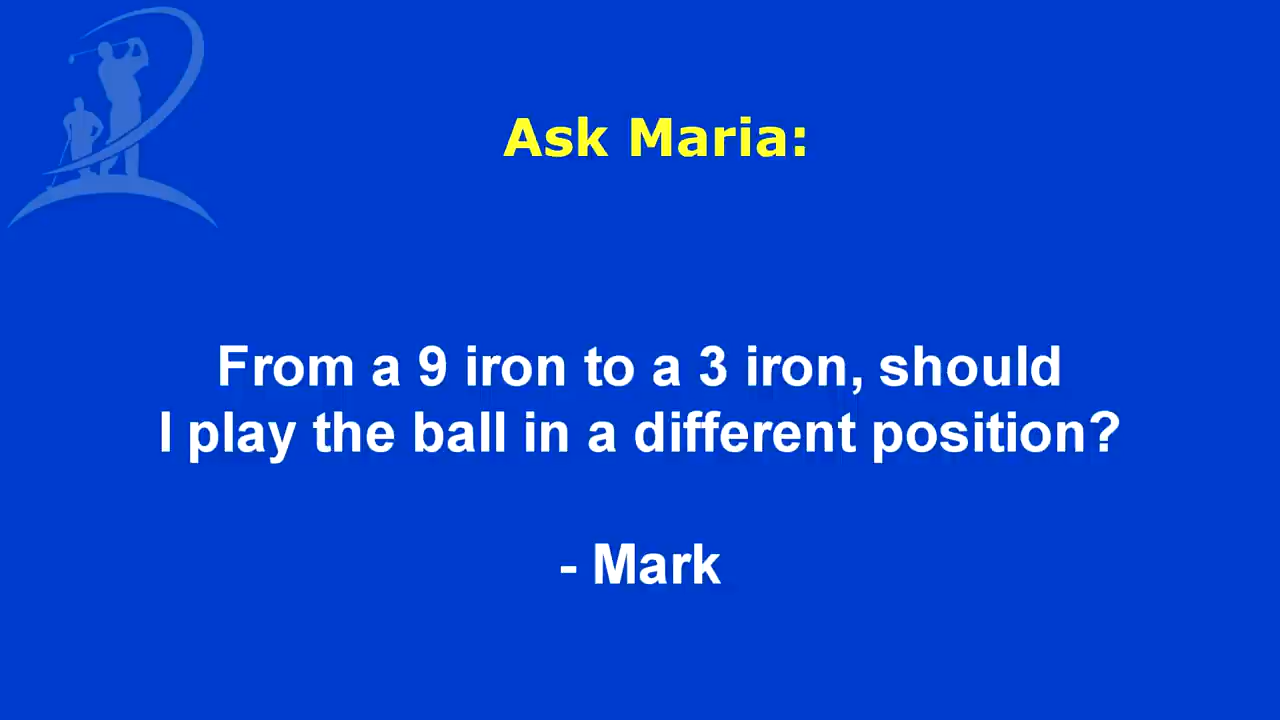 Ask Maria:
From a 9 iron to a 3 iron, should
I play the ball in a different position?
- Mark